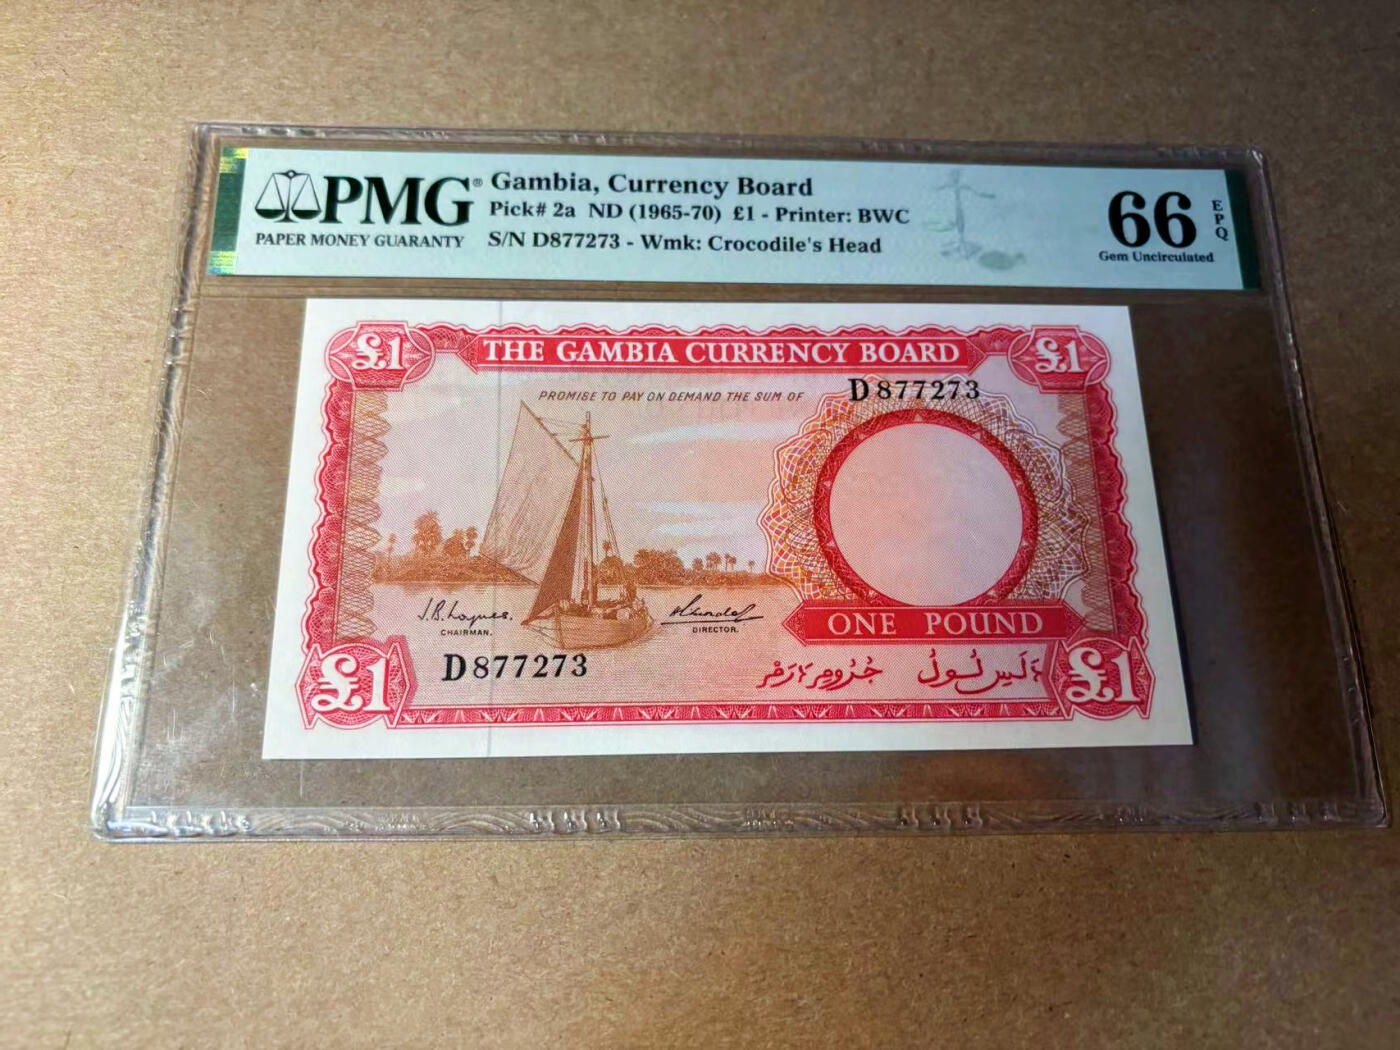 PMG®
PAPER MONEY GUARANTY
Gambia, Currency Board
Pick# 2a ND (1965-70) £1 - Printer: BWC
S/N D877273 - Wmk: Crocodile's Head
66
EPQ
Gem Uncirculated
£1
THE GAMBIA CURRENCY BOARD
£1
PROMISE TO PAY ON DEMAND THE SUM OF
D877273
CHAIRMAN.
DIRECTOR.
ONE POUND
D877273
£1
£1